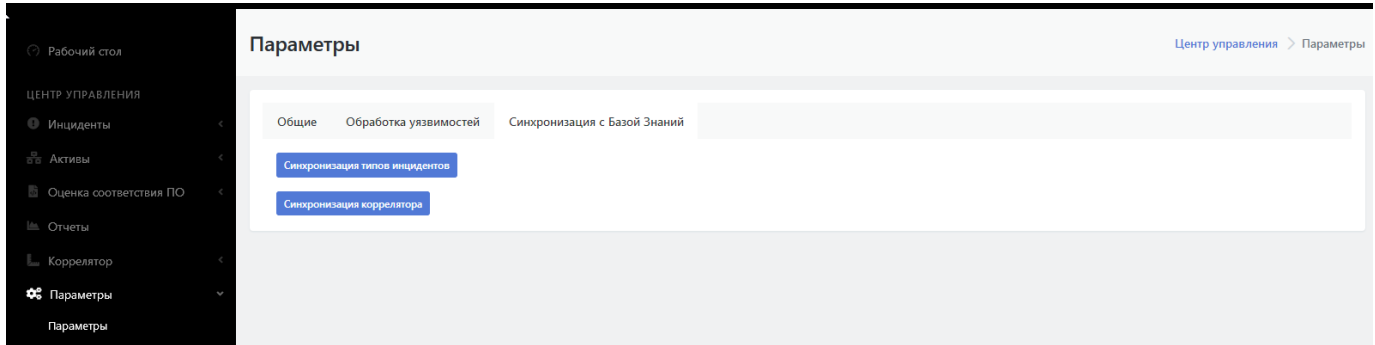 Рабочий стол
ЦЕНТР УПРАВЛЕНИЯ
Инциденты
Активы
Оценка соответствия ПО
Отчеты
Коррелятор
Параметры
Параметры
Параметры
Центр управления > Параметры
Общие Обработка уязвимостей Синхронизация с Базой Знаний
Синхронизация типов инцидентов
Синхронизация коррелятора